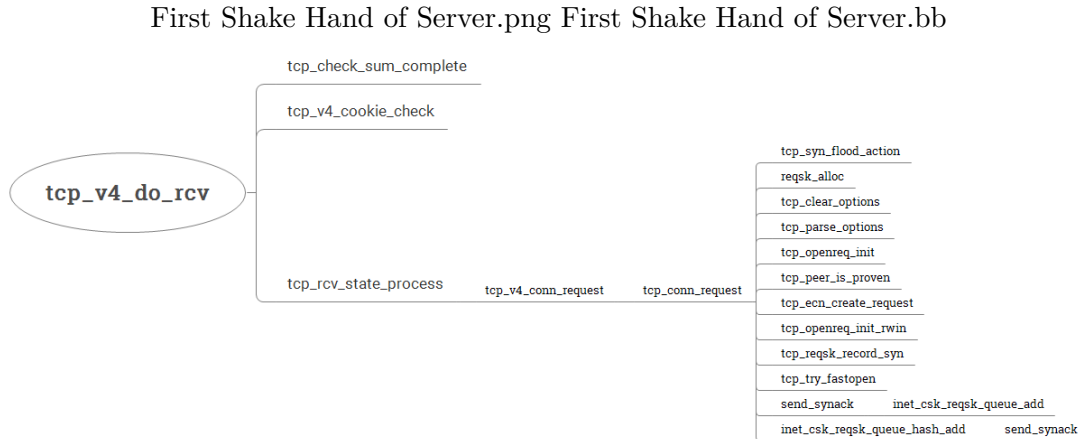 First Shake Hand of Server.png First Shake Hand of Server.bb
tcp_check_sum_complete
tcp_v4_cookie_check
tcp_v4_do_rcv
tcp_rcv_state_process
tcp_v4_conn_request
tcp_conn_request
tcp_syn_flood_action
reqsk_alloc
tcp_clear_options
tcp_parse_options
tcp_openreq_init
tcp_peer_is_proven
tcp_ecn_create_request
tcp_openreq_init_rwin
tcp_reqsk_record_syn
tcp_try_fastopen
send_synack inet_csk_reqsk_queue_add
inet_csk_reqsk_queue_hash_add send_synack